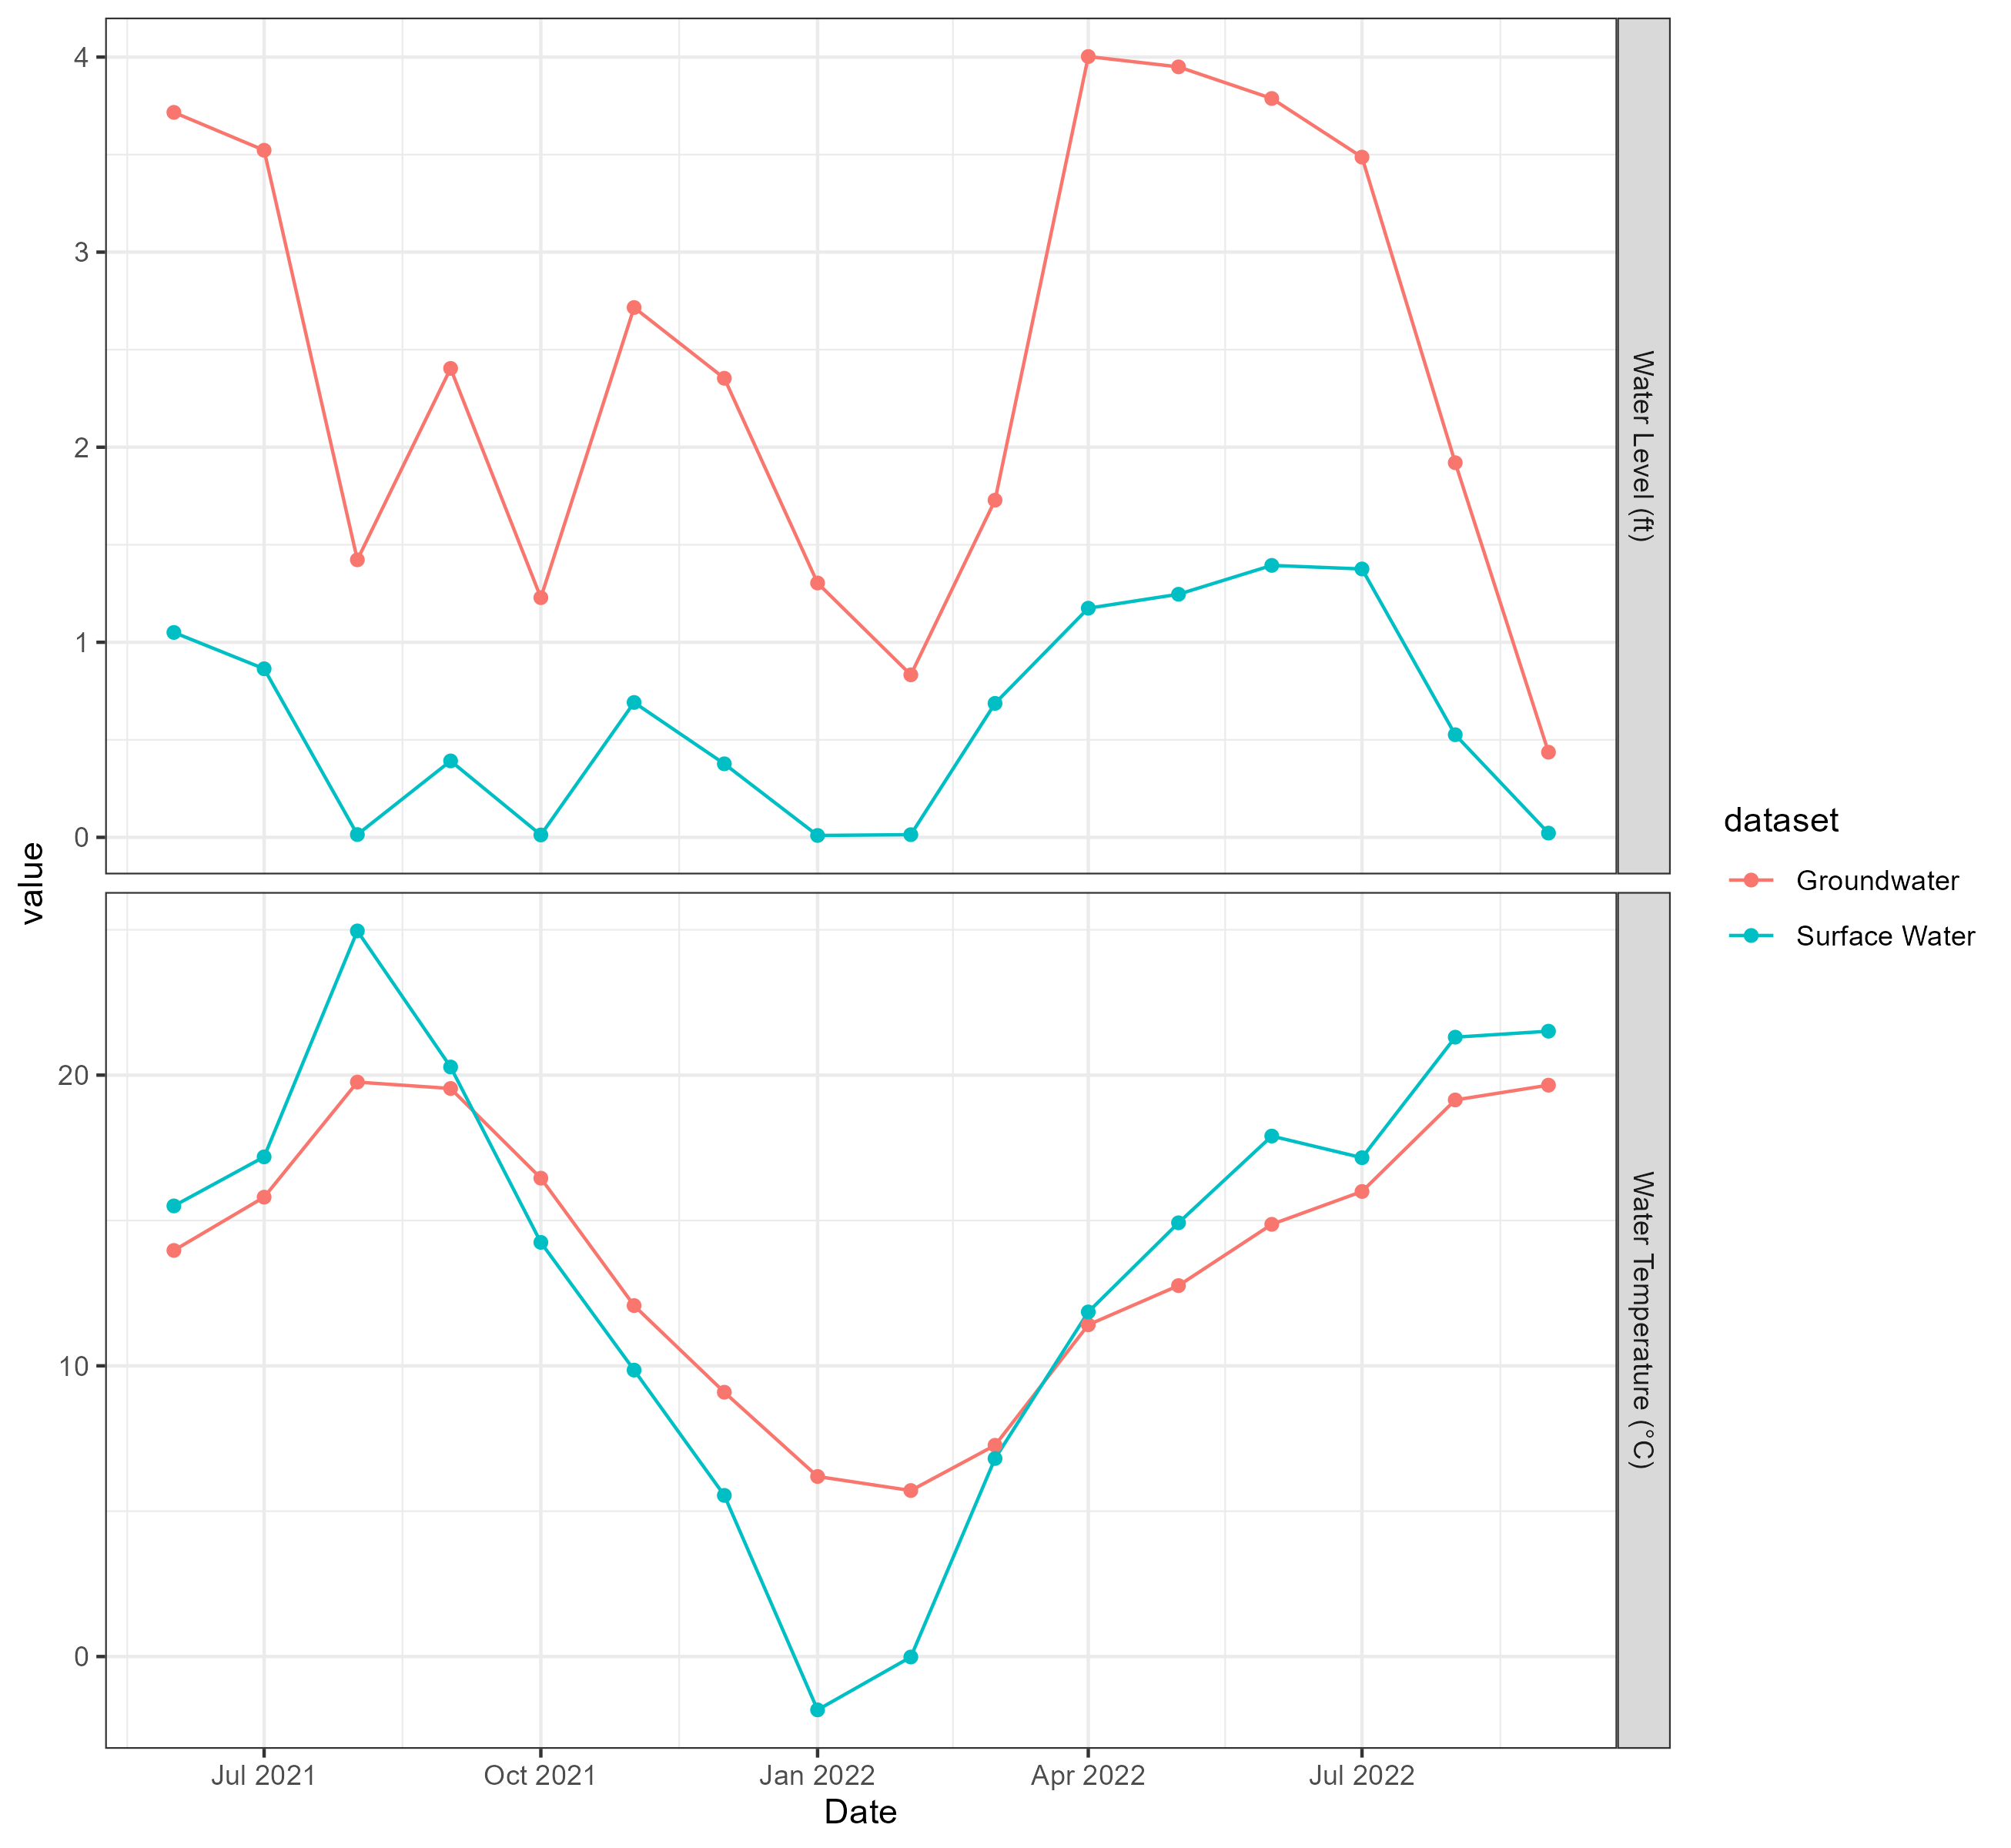 4
3
2
1
0
Water Level (ft)
value
20
10
0
Water Temperature (°C)
Jul 2021
Oct 2021
Jan 2022
Apr 2022
Jul 2022
Date
dataset
Groundwater
Surface Water